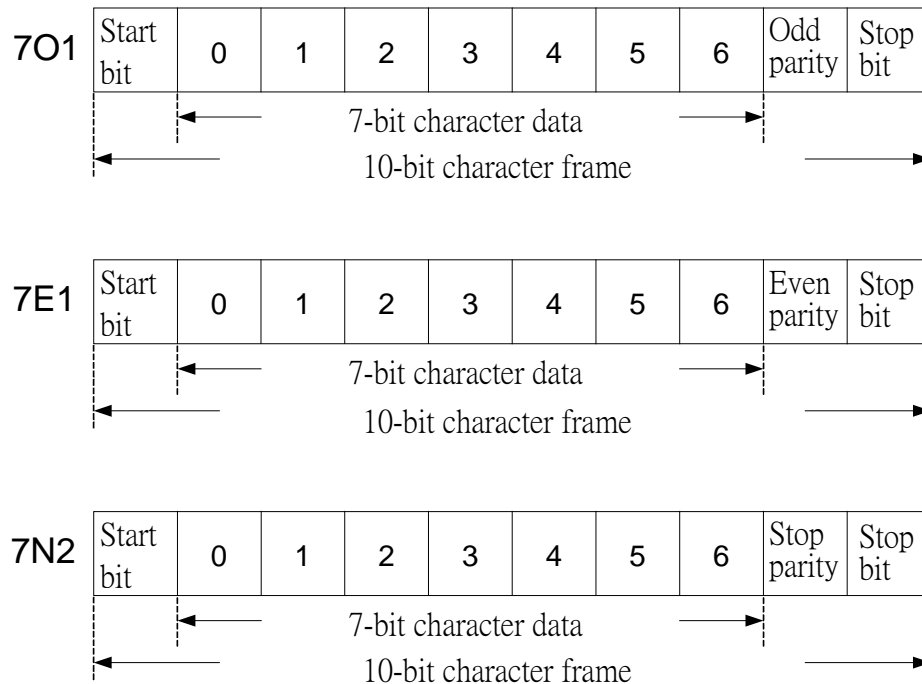 7O1 Start bit 0 1 2 3 4 5 6 Odd parity Stop bit
7-bit character data
10-bit character frame
7E1 Start bit 0 1 2 3 4 5 6 Even parity Stop bit
7-bit character data
10-bit character frame
7N2 Start bit 0 1 2 3 4 5 6 Stop parity Stop bit
7-bit character data
10-bit character frame